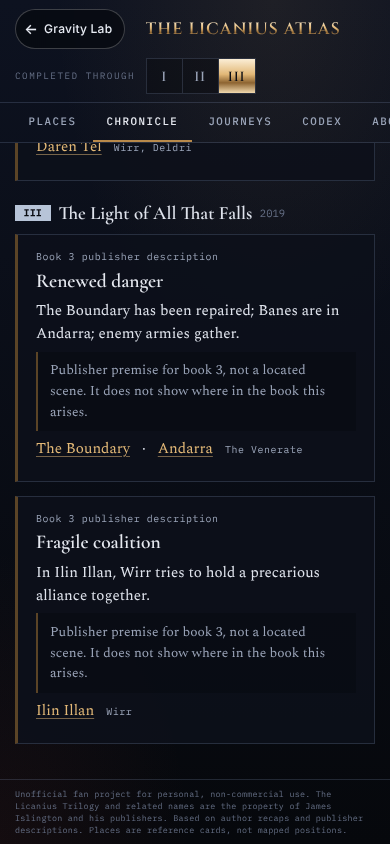 ← Gravity Lab
THE LICANIUS ATLAS
COMPLETED THROUGH
I II III
PLACES CHRONICLE JOURNEYS CODEX ABO
Daren Tel Wirr, Deldri
III The Light of All That Falls 2019
Book 3 publisher description
Renewed danger
The Boundary has been repaired; Banes are in
Andarra; enemy armies gather.
Publisher premise for book 3, not a located
scene. It does not show where in the book this
arises.
The Boundary · Andarra The Venerate
Book 3 publisher description
Fragile coalition
In Ilin Illan, Wirr tries to hold a precarious
alliance together.
Publisher premise for book 3, not a located
scene. It does not show where in the book this
arises.
Ilin Illan Wirr
Unofficial fan project for personal, non-commercial use. The
Licanius Trilogy and related names are the property of James
Islington and his publishers. Based on author recaps and publisher
descriptions. Places are reference cards, not mapped positions.